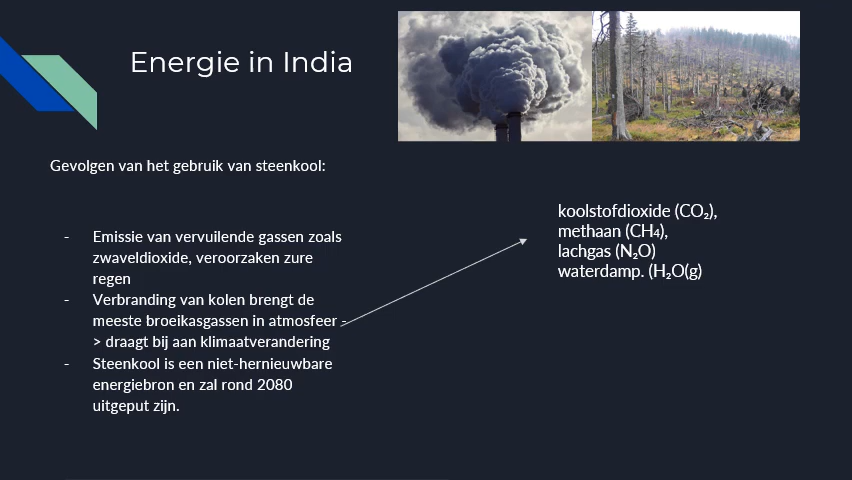 Energie in India
Gevolgen van het gebruik van steenkool:
- Emissie van vervuilende gassen zoals
zwaveldioxide, veroorzaken zure
regen
- Verbranding van kolen brengt de
meeste broeikasgassen in atmosfeer -
> draagt bij aan klimaatverandering
- Steenkool is een niet-hernieuwbare
energiebron en zal rond 2080
uitgeput zijn.
koolstofdioxide (CO₂),
methaan (CH₄),
lachgas (N₂O)
waterdamp. (H₂O(g)